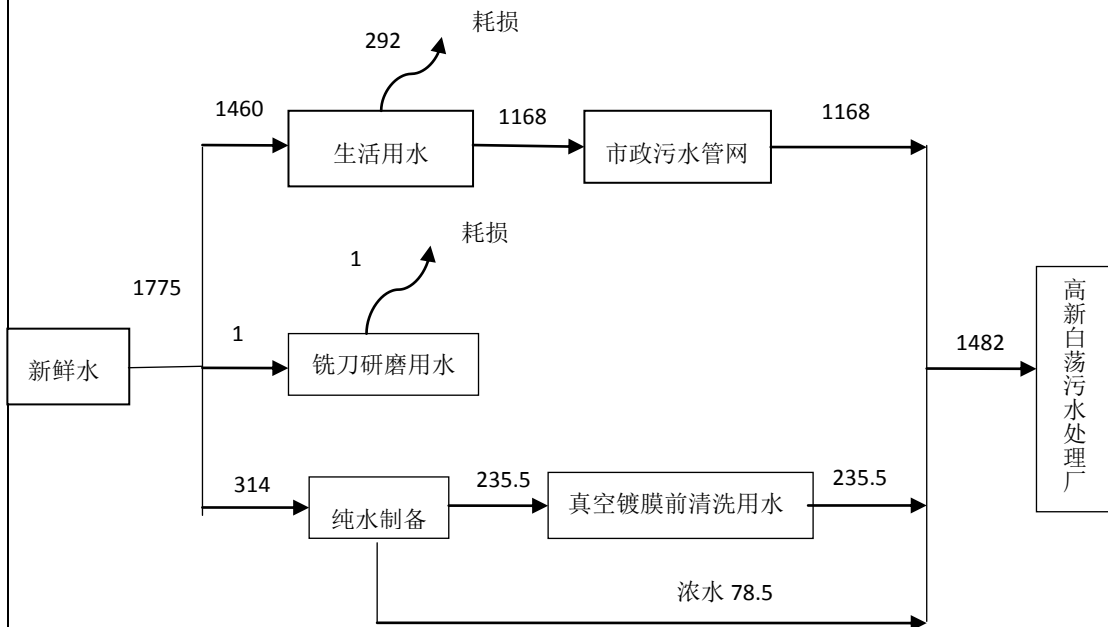 耗损
292
1460
生活用水
1168
市政污水管网
1168
耗损
1
1775
新鲜水
1
铣刀研磨用水
1482
高新白荡污水处理厂
314
纯水制备
235.5
真空镀膜前清洗用水
235.5
浓水 78.5